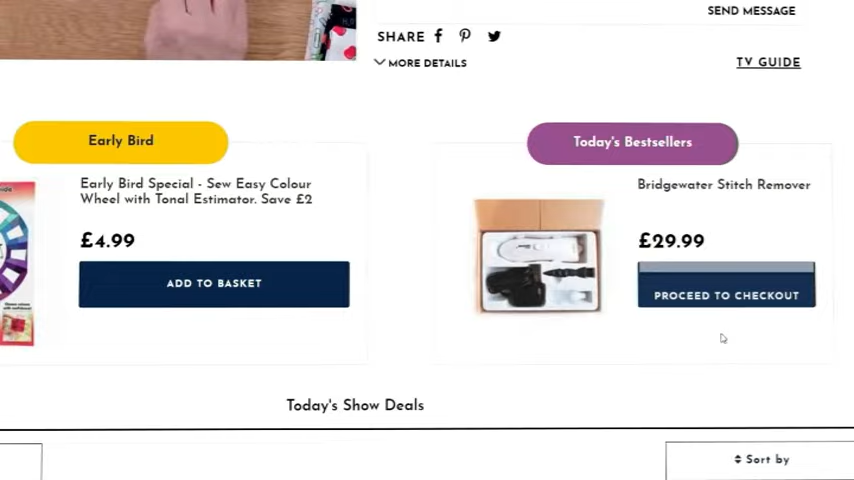 SEND MESSAGE
SHARE
MORE DETAILS
TV GUIDE
Early Bird
Today's Bestsellers
Early Bird Special - Sew Easy Colour
Wheel with Tonal Estimator. Save £2
£4.99
ADD TO BASKET
Bridgewater Stitch Remover
£29.99
PROCEED TO CHECKOUT
Today's Show Deals
Sort by